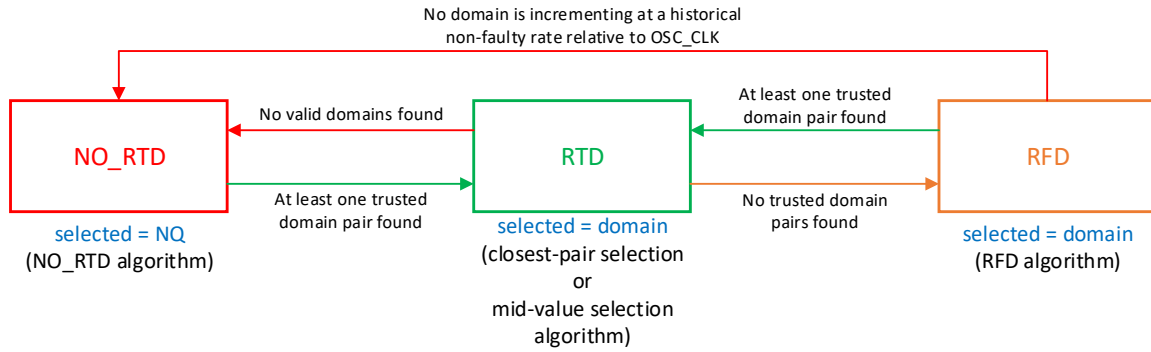 No domain is incrementing at a historical
non-faulty rate relative to OSC_CLK
No valid domains found
At least one trusted
domain pair found
NO_RTD
RTD
RFD
At least one trusted
domain pair found
No trusted domain
pairs found
selected = NQ
(NO_RTD algorithm)
selected = domain
(closest-pair selection
or
mid-value selection
algorithm)
selected = domain
(RFD algorithm)